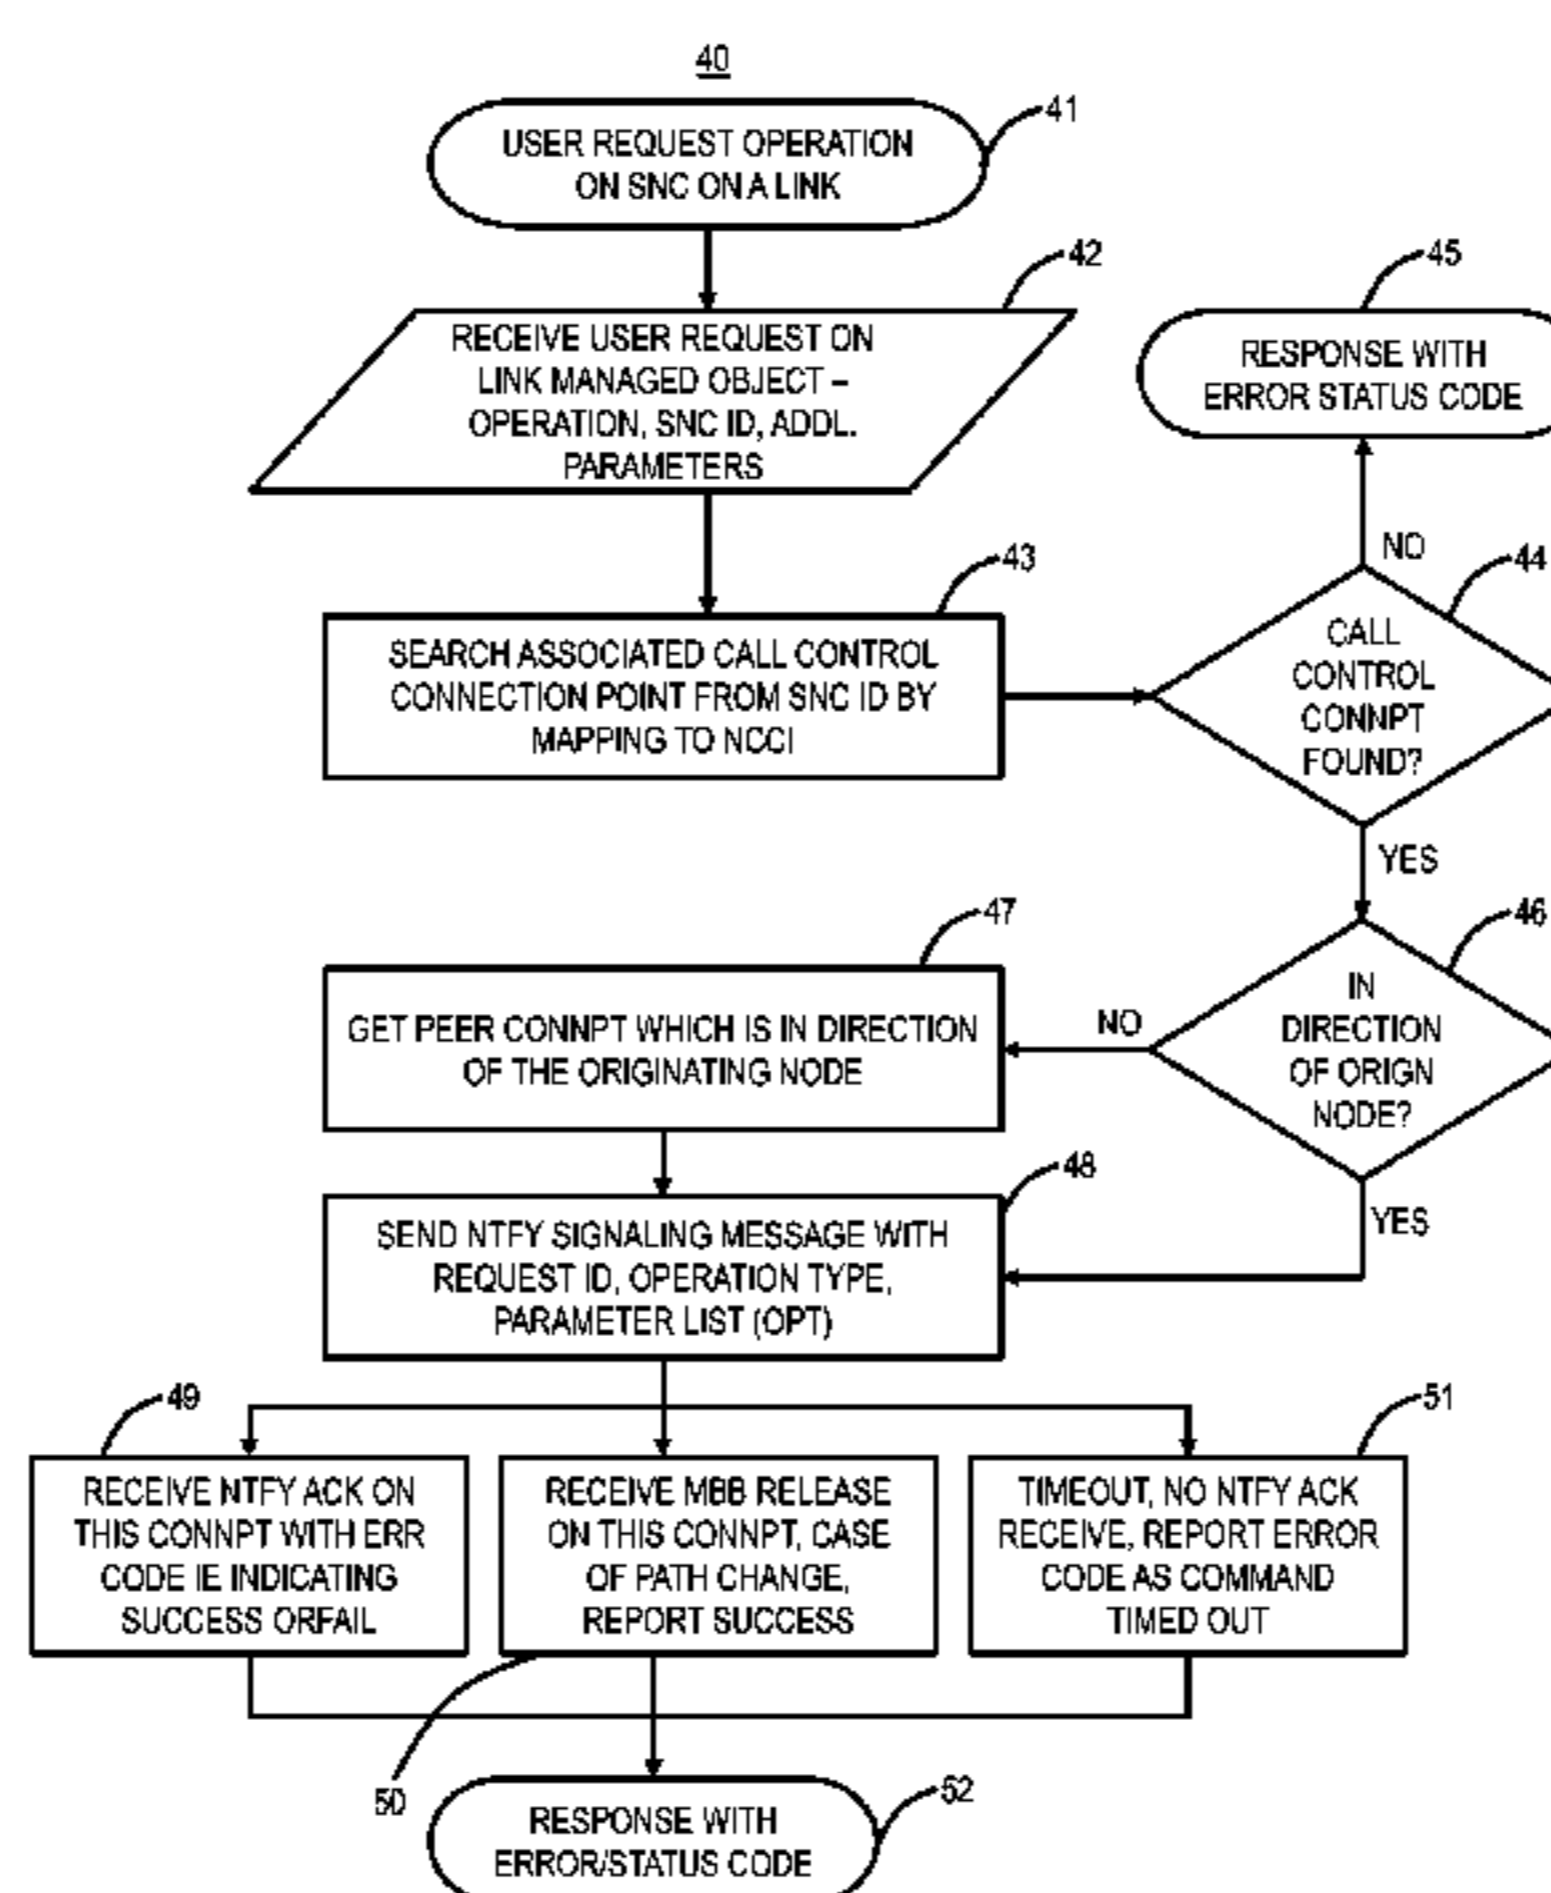 40
41
USER REQUEST OPERATION
ON SNC ON A LINK
42
RECEIVE USER REQUEST ON
LINK MANAGED OBJECT –
OPERATION, SNC ID, ADDL.
PARAMETERS
45
RESPONSE WITH
ERROR STATUS CODE
43
SEARCH ASSOCIATED CALL CONTROL
CONNECTION POINT FROM SNC ID BY
MAPPING TO NCCI
NO
44
CALL
CONTROL
CONNPT
FOUND?
YES
47
GET PEER CONNPT WHICH IS IN DIRECTION
OF THE ORIGINATING NODE
NO
46
IN
DIRECTION
OF ORIGN
NODE?
YES
48
SEND NTFY SIGNALING MESSAGE WITH
REQUEST ID, OPERATION TYPE,
PARAMETER LIST (OPT)
49
RECEIVE NTFY ACK ON
THIS CONNPT WITH ERR
CODE IE INDICATING
SUCCESS ORFAIL
RECEIVE MBB RELEASE
ON THIS CONNPT, CASE
OF PATH CHANGE,
REPORT SUCCESS
51
TIMEOUT, NO NTFY ACK
RECEIVE, REPORT ERROR
CODE AS COMMAND
TIMED OUT
50
52
RESPONSE WITH
ERROR/STATUS CODE